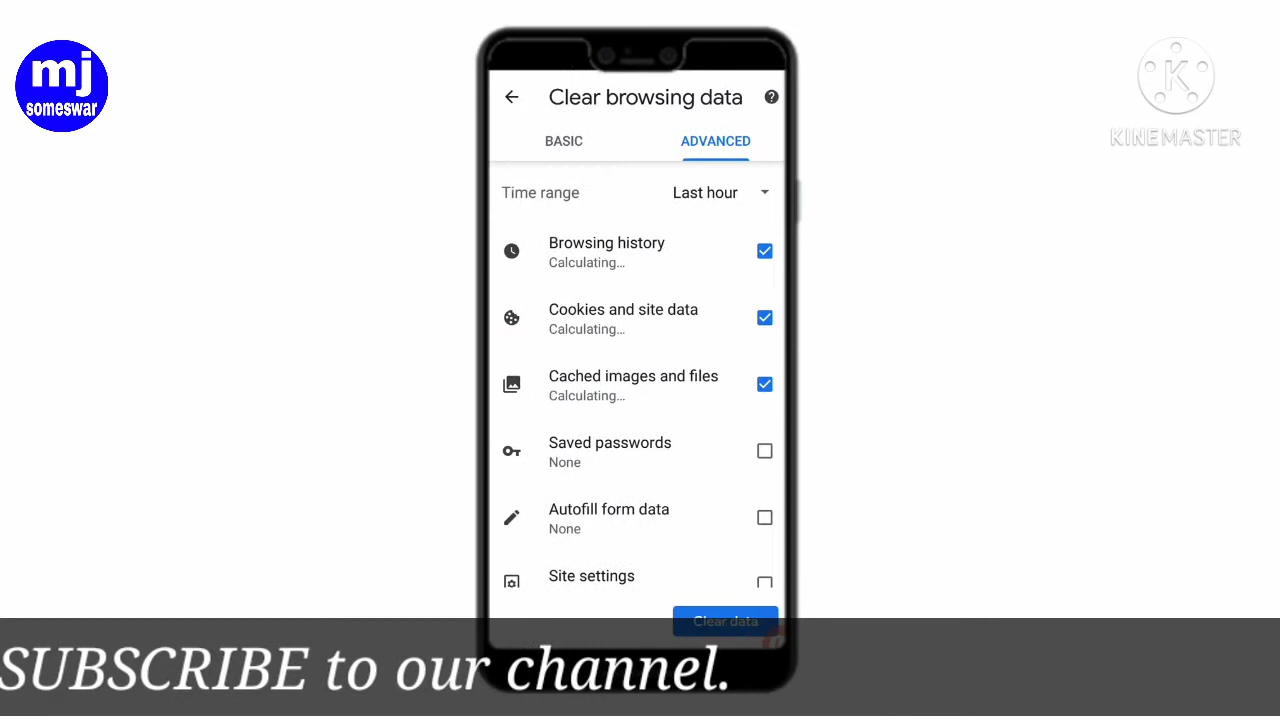 mj
someswar
KINEMASTER
Clear browsing data
BASIC
ADVANCED
Time range
Last hour
Browsing history
Calculating...
Cookies and site data
Calculating...
Cached images and files
Calculating...
Saved passwords
None
Autofill form data
None
Site settings
Clear data
SUBSCRIBE to our channel.